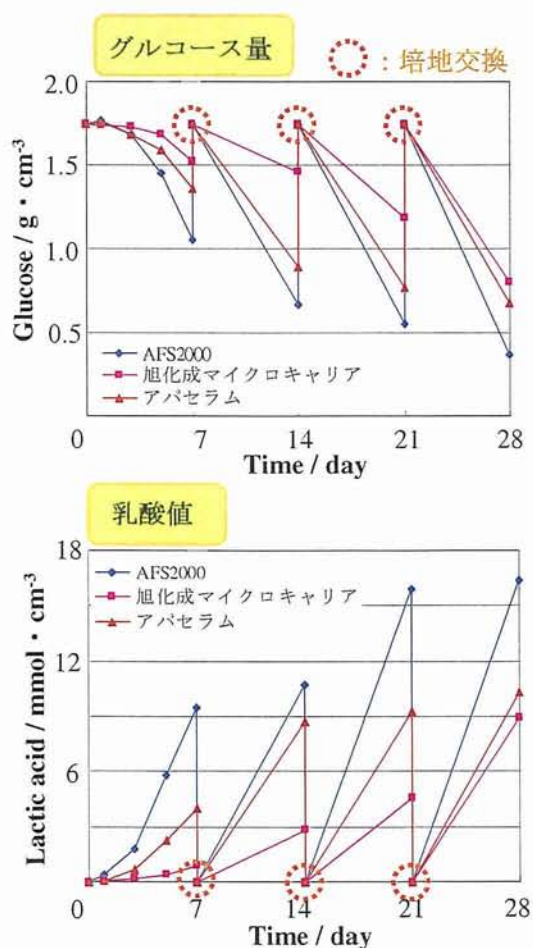 グルコース量
：培地交換
2.0
1.5
1.0
0.5
0
7
14
21
28
Glucose / g・cm-3
AFS2000
旭化成マイクロキャリア
アパセラム
Time / day
乳酸値
18
12
6
0
7
14
21
28
Lactic acid / mmol・cm-3
AFS2000
旭化成マイクロキャリア
アパセラム
Time / day